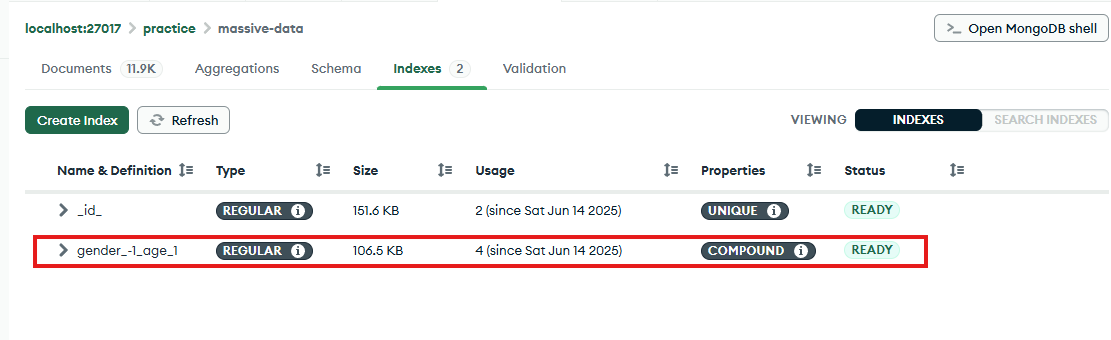 localhost:27017 > practice > massive-data
>_ Open MongoDB shell
Documents 11.9K Aggregations Schema Indexes 2 Validation
Create Index Refresh VIEWING INDEXES SEARCH INDEXES
Name & Definition Type Size Usage Properties Status
_id_ REGULAR 151.6 KB 2 (since Sat Jun 14 2025) UNIQUE READY
gender_-1_age_1 REGULAR 106.5 KB 4 (since Sat Jun 14 2025) COMPOUND READY